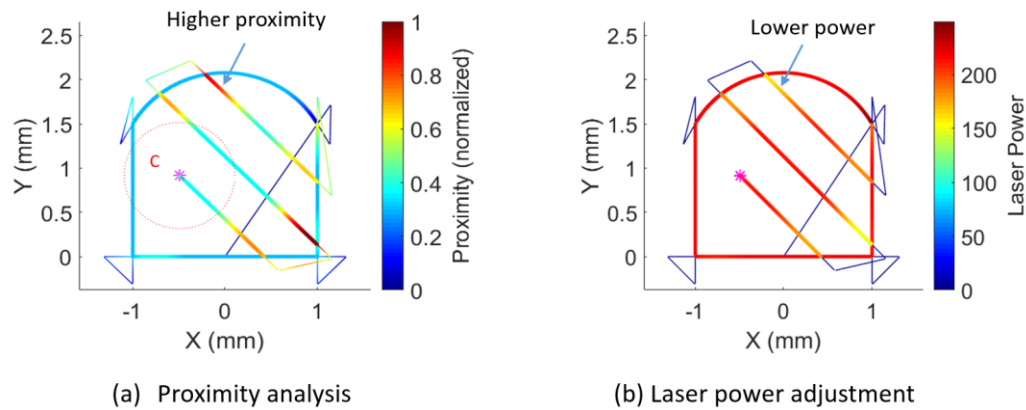 Higher proximity
2.5
2
1.5
1
0.5
0
Y (mm)
-1
0
1
X (mm)
C
1
0.8
0.6
0.4
0.2
0
Proximity (normalized)
(a) Proximity analysis
Lower power
2.5
2
1.5
1
0.5
0
Y (mm)
-1
0
1
X (mm)
200
150
100
50
0
Laser Power
(b) Laser power adjustment